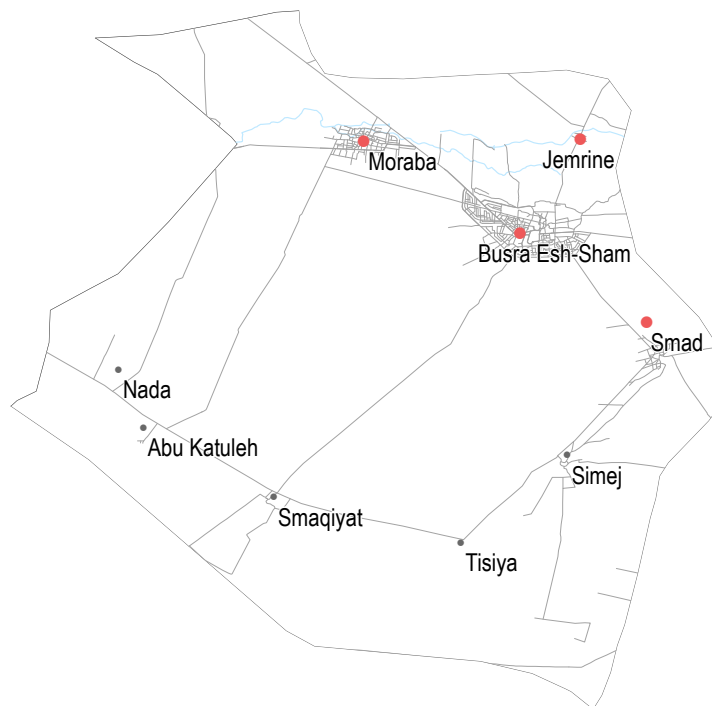 Moraba
Jemrine
Busra Esh-Sham
Smad
Nada
Abu Katuleh
Simej
Smaqiyat
Tisiya